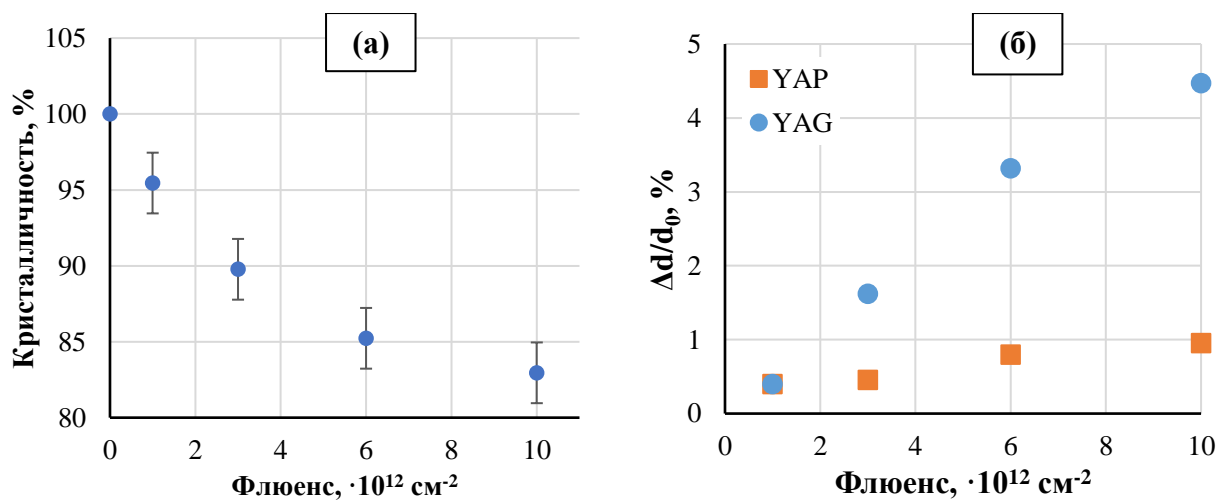 (а)
Кристалличность, %
105
100
95
90
85
80
0 2 4 6 8 10
Флюенс, ·10¹² см⁻²
(б)
YAP
YAG
Δd/d₀, %
5
4
3
2
1
0
0 2 4 6 8 10
Флюенс, ·10¹² см⁻²